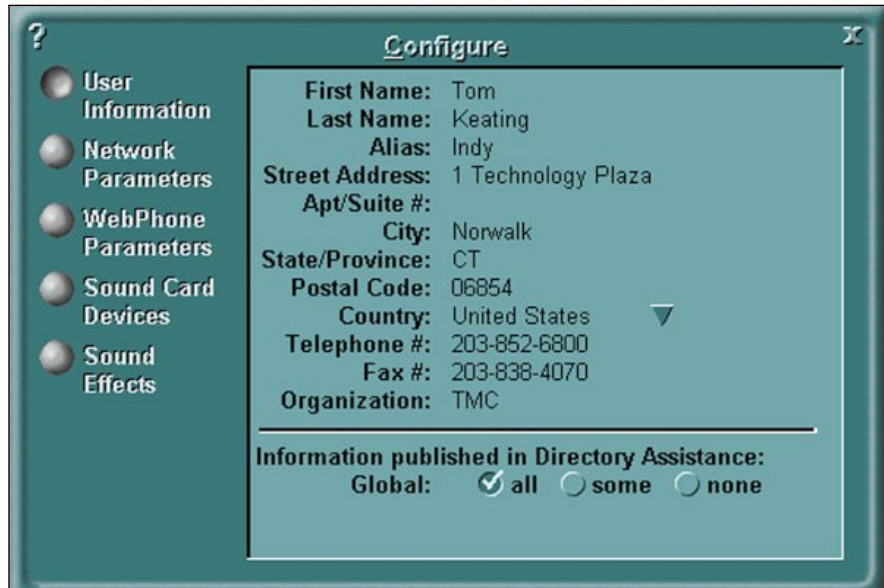 ?
Configure
X
User
Information
Network
Parameters
WebPhone
Parameters
Sound Card
Devices
Sound
Effects
First Name: Tom
Last Name: Keating
Alias: Indy
Street Address: 1 Technology Plaza
Apt/Suite #:
City: Norwalk
State/Province: CT
Postal Code: 06854
Country: United States
Telephone #: 203-852-6800
Fax #: 203-838-4070
Organization: TMC
Information published in Directory Assistance:
Global: all some none